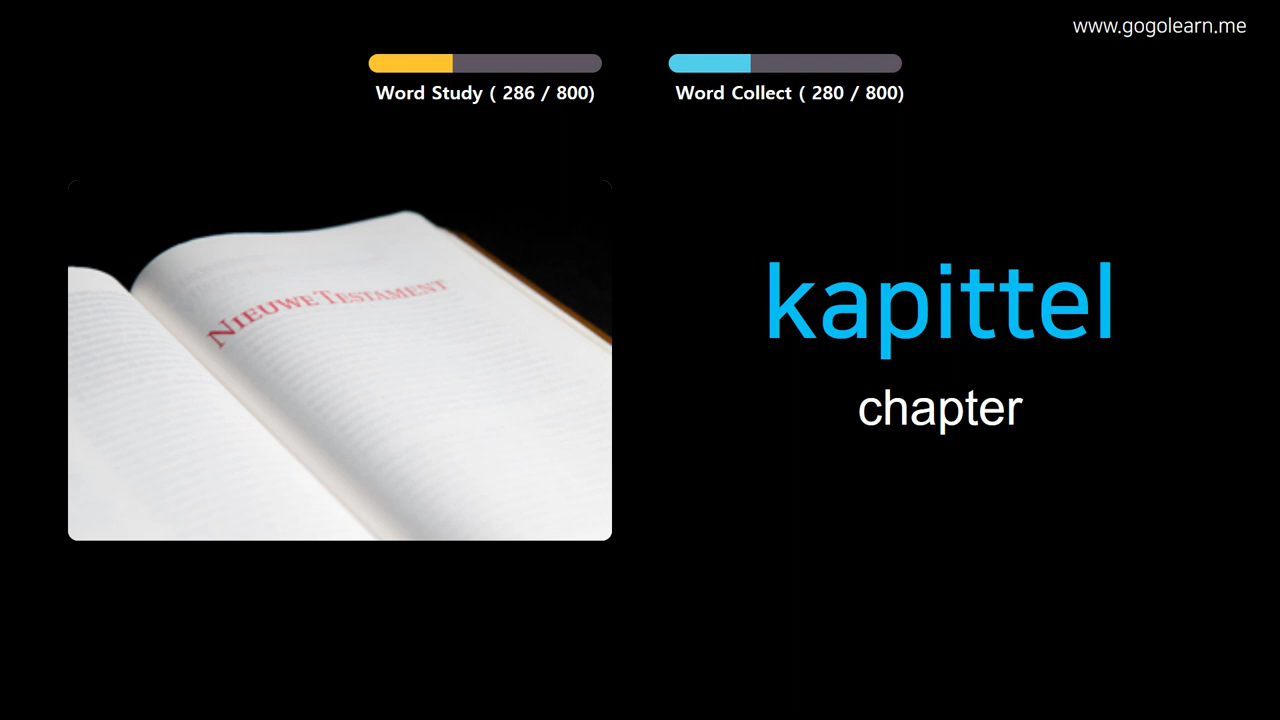 www.gogolearn.me
Word Study ( 286 / 800)
Word Collect ( 280 / 800)
NIEUWE TESTAMENT
kapittel
chapter